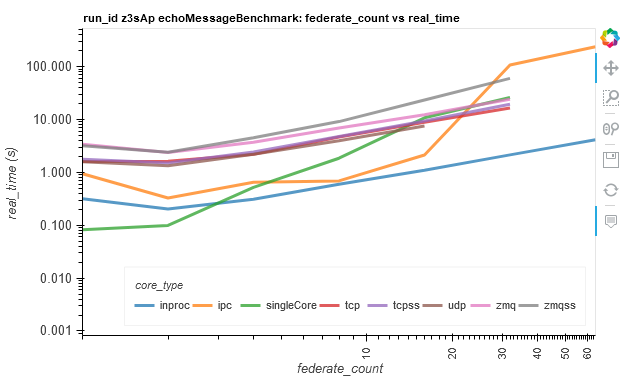 run_id z3sAp echoMessageBenchmark: federate_count vs real_time
real_time (s)
100.000
10.000
1.000
0.100
0.010
0.001
core_type
inproc ipc singleCore tcp tcpss udp zmq zmqss
10 20 30 40 50 60
federate_count